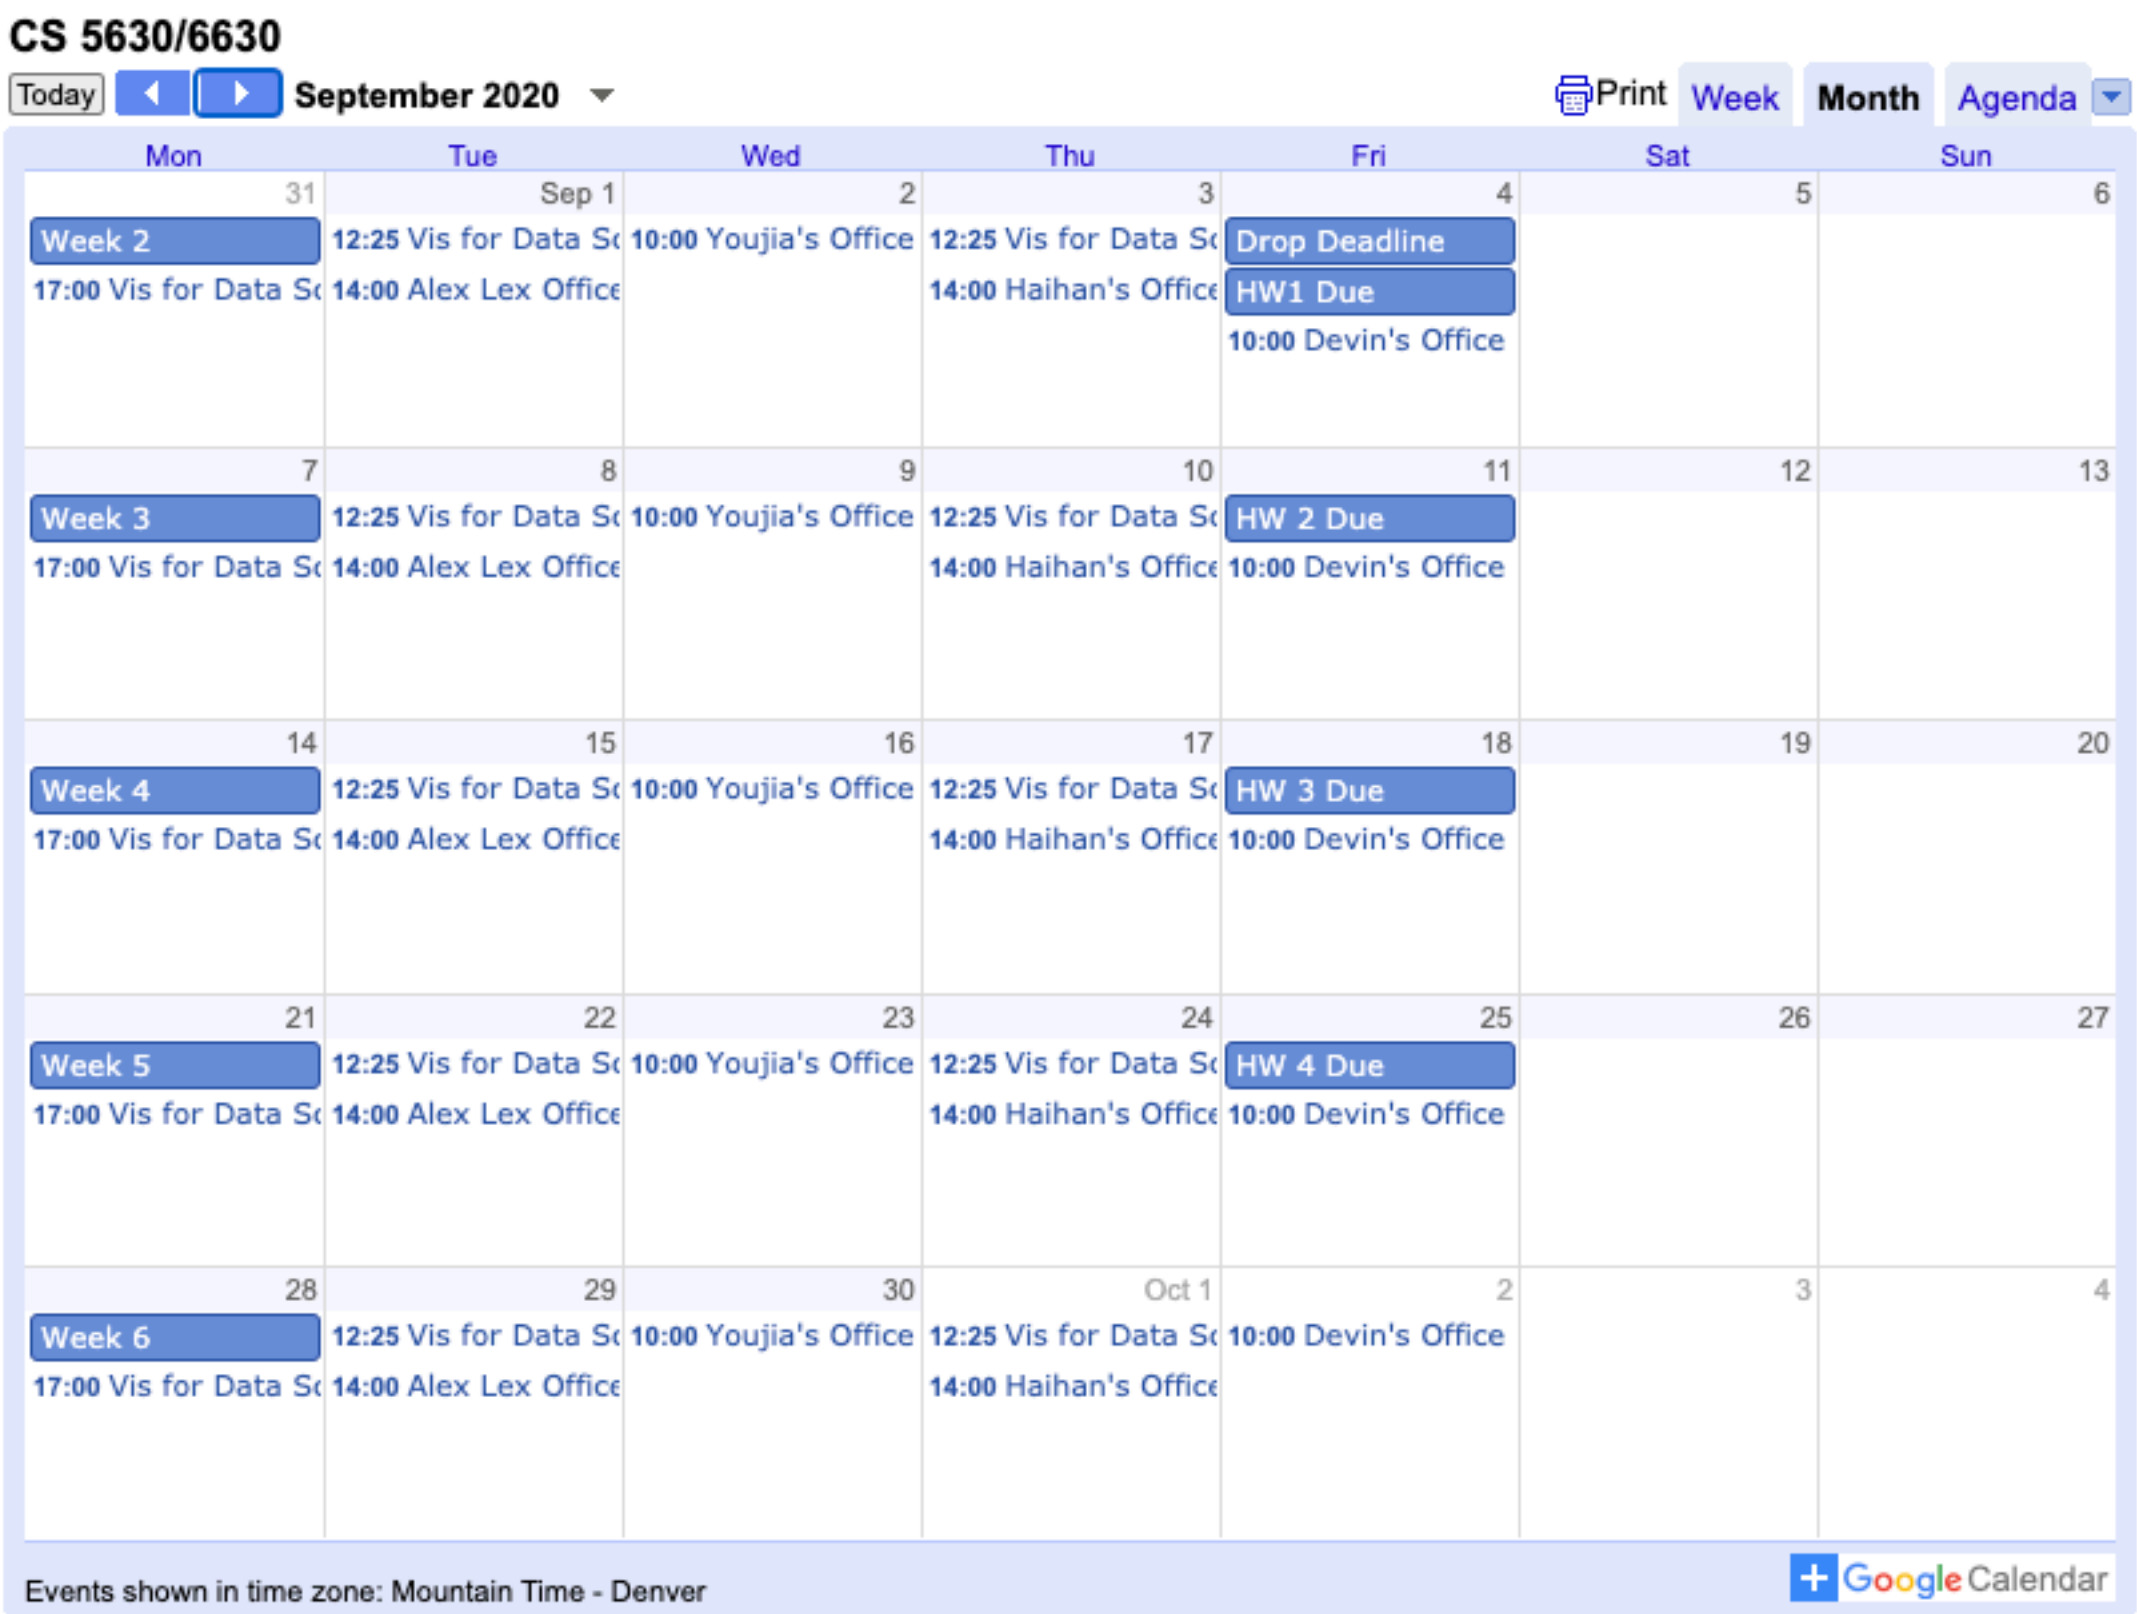 CS 5630/6630
Today September 2020 Print Week Month Agenda
Mon Tue Wed Thu Fri Sat Sun
31 Sep 1 2 3 4 5 6
Week 2 12:25 Vis for Data Sc 10:00 Youjia's Office 12:25 Vis for Data Sc Drop Deadline
17:00 Vis for Data Sc 14:00 Alex Lex Office 14:00 Haihan's Office HW1 Due
10:00 Devin's Office
7 8 9 10 11 12 13
Week 3 12:25 Vis for Data Sc 10:00 Youjia's Office 12:25 Vis for Data Sc HW 2 Due
17:00 Vis for Data Sc 14:00 Alex Lex Office 14:00 Haihan's Office 10:00 Devin's Office
14 15 16 17 18 19 20
Week 4 12:25 Vis for Data Sc 10:00 Youjia's Office 12:25 Vis for Data Sc HW 3 Due
17:00 Vis for Data Sc 14:00 Alex Lex Office 14:00 Haihan's Office 10:00 Devin's Office
21 22 23 24 25 26 27
Week 5 12:25 Vis for Data Sc 10:00 Youjia's Office 12:25 Vis for Data Sc HW 4 Due
17:00 Vis for Data Sc 14:00 Alex Lex Office 14:00 Haihan's Office 10:00 Devin's Office
28 29 30 Oct 1 2 3 4
Week 6 12:25 Vis for Data Sc 10:00 Youjia's Office 12:25 Vis for Data Sc 10:00 Devin's Office
17:00 Vis for Data Sc 14:00 Alex Lex Office 14:00 Haihan's Office
Events shown in time zone: Mountain Time - Denver + Google Calendar